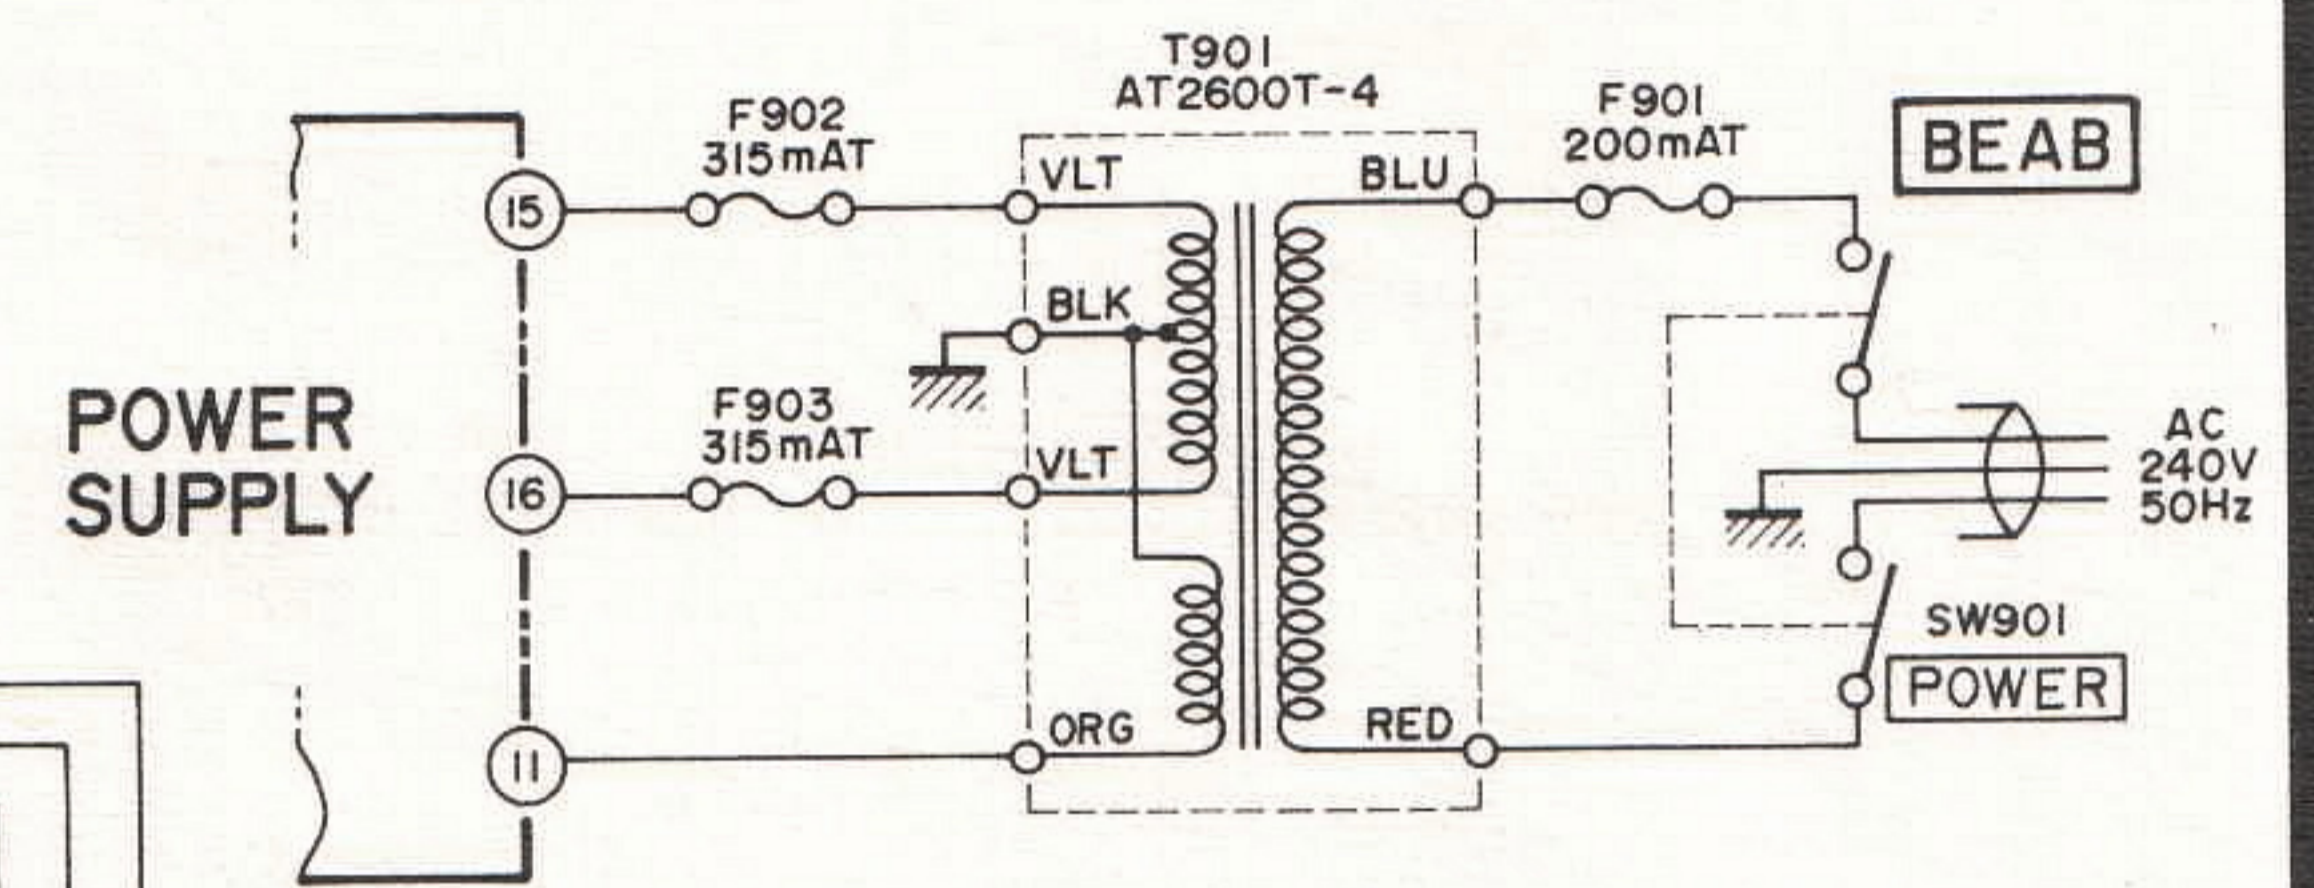 T901
AT2600T-4
F902
315mAT
F901
200mAT
BEAB
VLT
BLU
15
BLK
POWER
SUPPLY
F903
315mAT
VLT
16
AC
240V
50Hz
SW901
POWER
ORG
RED
11